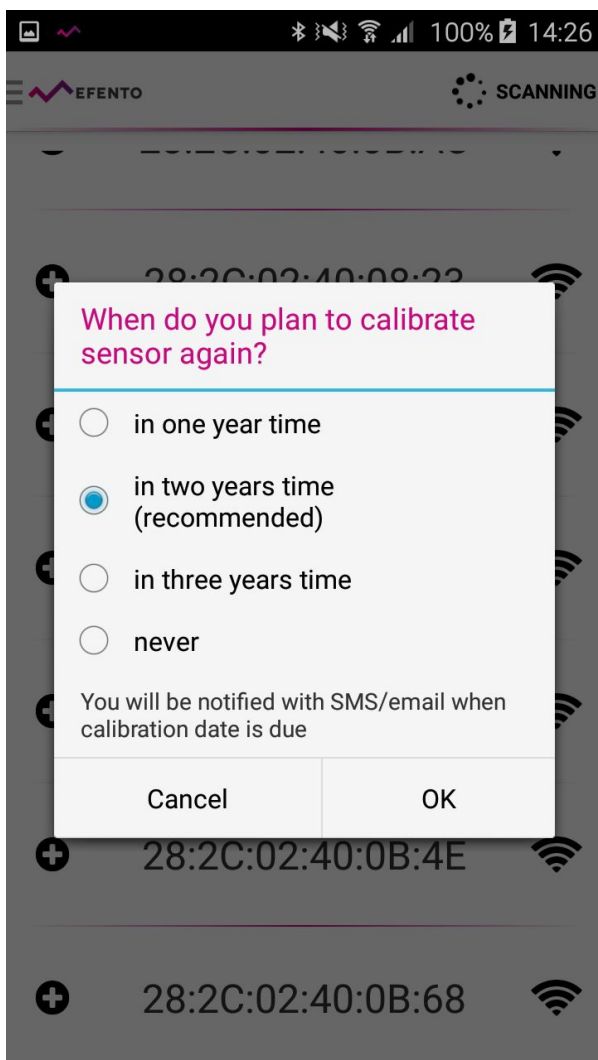 100% 14:26
EFENTO SCANNING
28:2C:02:40:08:23
When do you plan to calibrate
sensor again?
in one year time
in two years time
(recommended)
in three years time
never
You will be notified with SMS/email when
calibration date is due
Cancel OK
28:2C:02:40:0B:4E
28:2C:02:40:0B:68